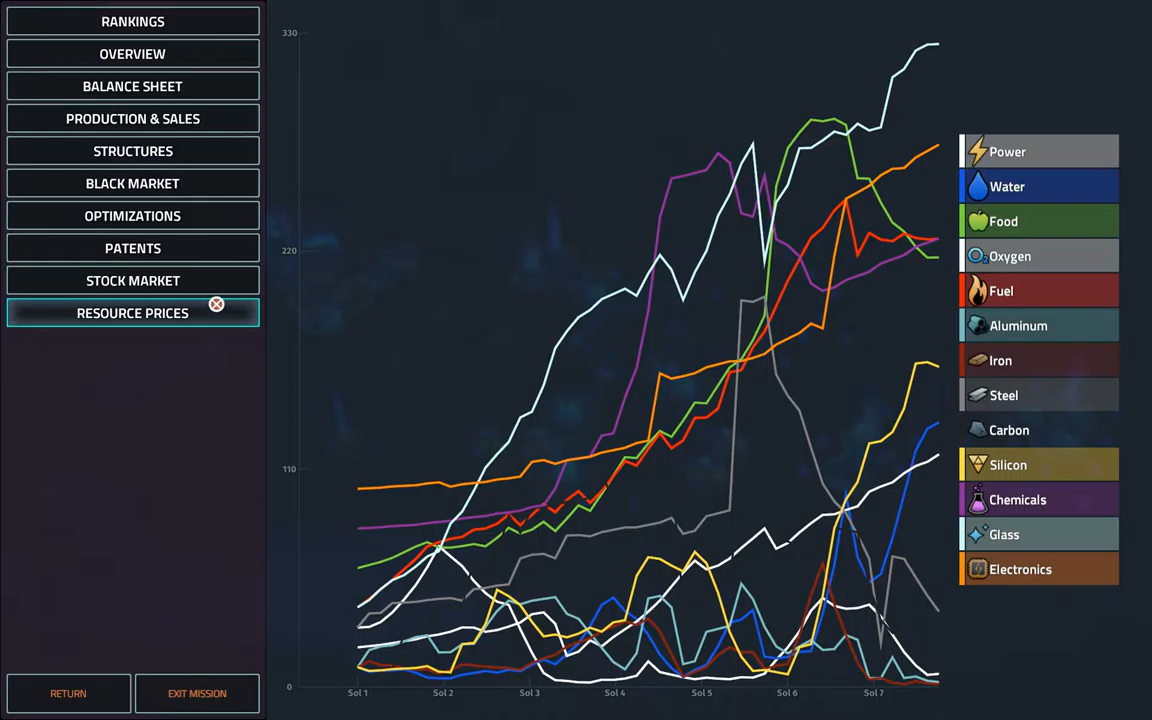 RANKINGS
OVERVIEW
BALANCE SHEET
PRODUCTION & SALES
STRUCTURES
BLACK MARKET
OPTIMIZATIONS
PATENTS
STOCK MARKET
RESOURCE PRICES
RETURN
EXIT MISSION
330
220
110
0
Sol 1
Sol 2
Sol 3
Sol 4
Sol 5
Sol 6
Sol 7
Power
Water
Food
O2 Oxygen
Fuel
Aluminum
Iron
Steel
Carbon
Silicon
Chemicals
Glass
Electronics